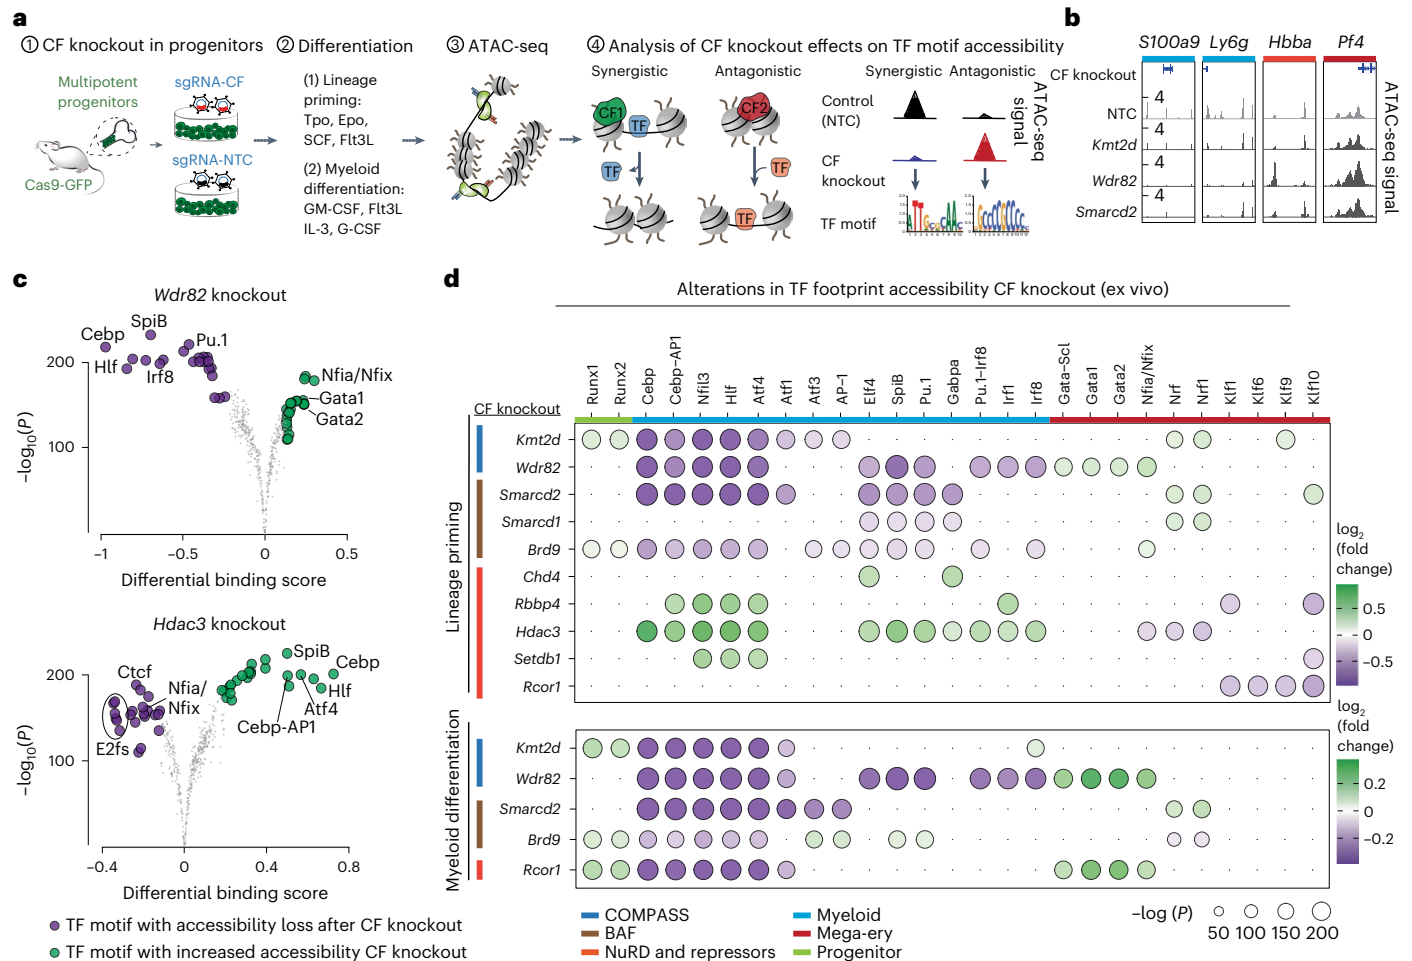 a
① CF knockout in progenitors
② Differentiation
③ ATAC-seq
④ Analysis of CF knockout effects on TF motif accessibility
Multipotent
progenitors
Cas9-GFP
sgRNA-CF
sgRNA-NTC
(1) Lineage
priming:
Tpo, Epo,
SCF, Flt3L
(2) Myeloid
differentiation:
GM-CSF, Flt3L
IL-3, G-CSF
Synergistic
Antagonistic
CF1
TF
TF
CF2
TF
TF
Synergistic
Antagonistic
Control
(NTC)
CF
knockout
TF motif
ATAC-seq
signal
b
S100a9
Ly6g
Hbba
Pf4
CF knockout
NTC
Kmt2d
Wdr82
Smarcd2
4
4
4
4
ATAC-seq signal
c
Wdr82 knockout
Cebp
SpiB
Pu.1
Hlf
Irf8
Nfia/Nfix
Gata1
Gata2
200
100
−log10(P)
−1
−0.5
0
0.5
Differential binding score
Hdac3 knockout
Ctcf
Nfia/
Nfix
E2fs
SpiB
Cebp
Hlf
Atf4
Cebp-AP1
200
100
−log10(P)
−0.4
0
0.4
0.8
Differential binding score
TF motif with accessibility loss after CF knockout
TF motif with increased accessibility CF knockout
d
Alterations in TF footprint accessibility CF knockout (ex vivo)
CF knockout
Runx1
Runx2
Cebp
Cebp-AP1
Nfil3
Hlf
Atf4
Atf1
Atf3
AP-1
Elf4
SpiB
Pu.1
Gabpa
Pu.1–Irf8
Irf1
Irf8
Gata-Scl
Gata1
Gata2
Nfia/Nfix
Nrf
Nrf1
Klf1
Klf6
Klf9
Klf10
Lineage priming
Kmt2d
Wdr82
Smarcd2
Smarcd1
Brd9
Chd4
Rbbp4
Hdac3
Setdb1
Rcor1
log2
(fold
change)
0.5
0
−0.5
Myeloid differentiation
Kmt2d
Wdr82
Smarcd2
Brd9
Rcor1
log2
(fold
change)
0.2
0
−0.2
COMPASS
BAF
NuRD and repressors
Myeloid
Mega-ery
Progenitor
−log (P)
50 100 150 200